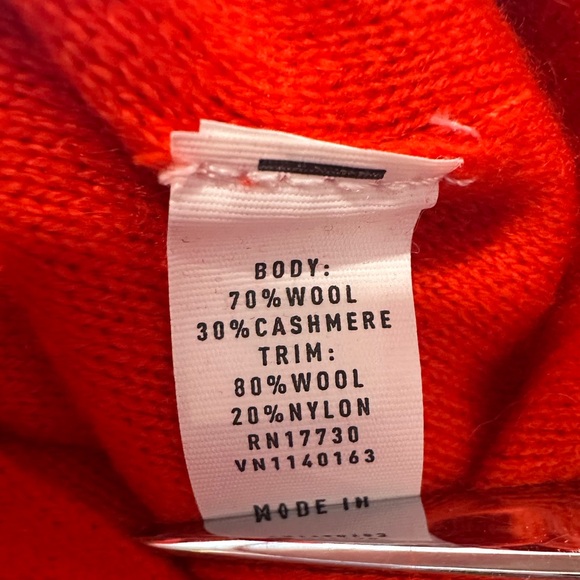 BODY:
70%WOOL
30%CASHMERE
TRIM:
80%WOOL
20%NYLON
RN17730
VN1140163
MADE IN